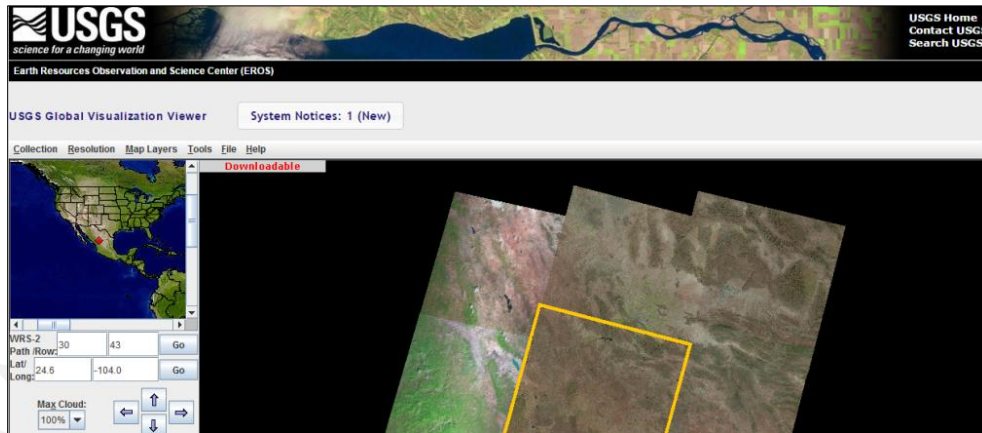 USGS
science for a changing world
USGS Home
Contact USG
Search USGS
Earth Resources Observation and Science Center (EROS)
USGS Global Visualization Viewer
System Notices: 1 (New)
Collection Resolution Map Layers Tools File Help
Downloadable
WRS-2
Path /Row: 30 43 Go
Lat/
Long: 24.6 -104.0 Go
Max Cloud:
100%